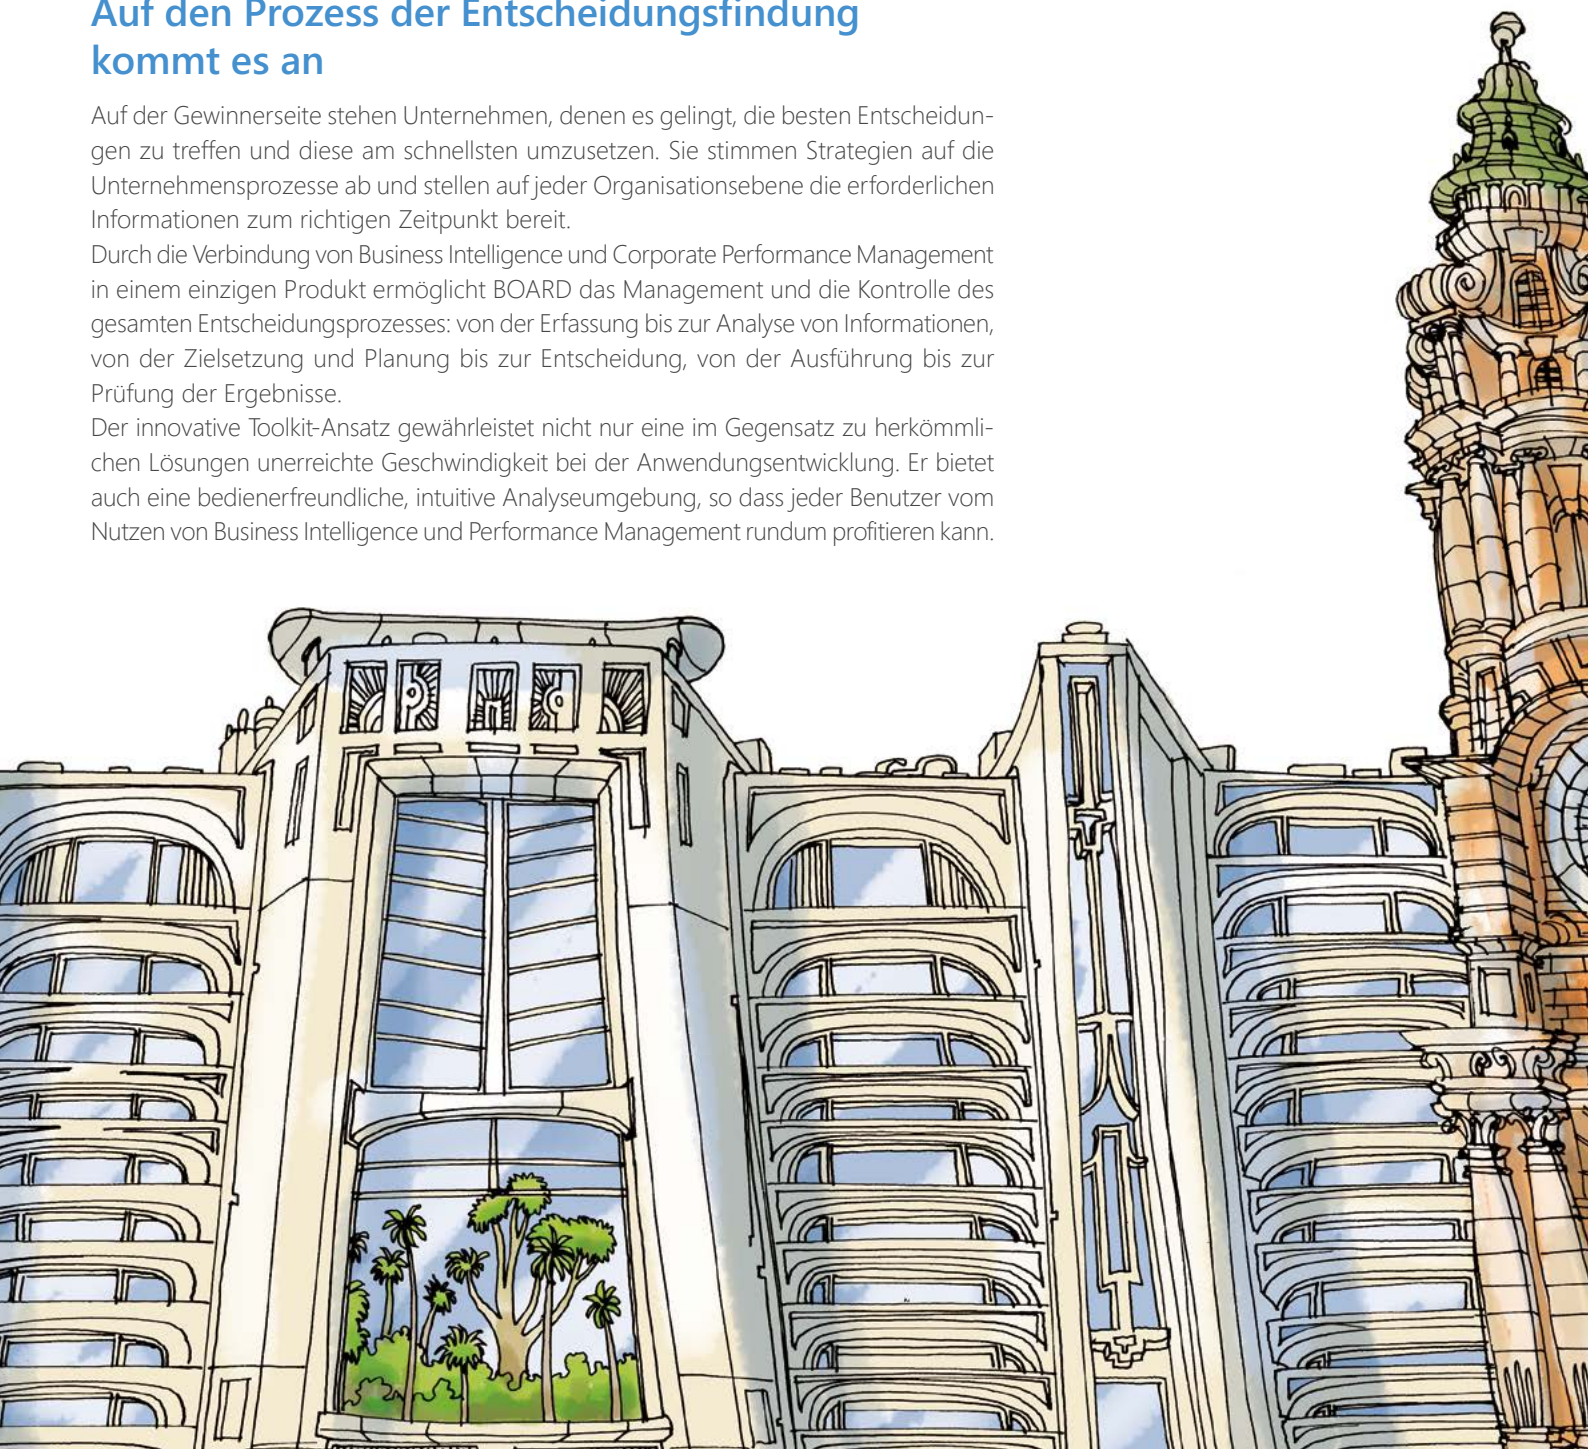 Auf den Prozess der Entscheidungsfindung
kommt es an
Auf der Gewinnerseite stehen Unternehmen, denen es gelingt, die besten Entscheidun-
gen zu treffen und diese am schnellsten umzusetzen. Sie stimmen Strategien auf die
Unternehmensprozesse ab und stellen auf jeder Organisationsebene die erforderlichen
Informationen zum richtigen Zeitpunkt bereit.
Durch die Verbindung von Business Intelligence und Corporate Performance Management
in einem einzigen Produkt ermöglicht BOARD das Management und die Kontrolle des
gesamten Entscheidungsprozesses: von der Erfassung bis zur Analyse von Informationen,
von der Zielsetzung und Planung bis zur Entscheidung, von der Ausführung bis zur
Prüfung der Ergebnisse.
Der innovative Toolkit-Ansatz gewährleistet nicht nur eine im Gegensatz zu herkömmli-
chen Lösungen unerreichte Geschwindigkeit bei der Anwendungsentwicklung. Er bietet
auch eine bedienerfreundliche, intuitive Analyseumgebung, so dass jeder Benutzer vom
Nutzen von Business Intelligence und Performance Management rundum profitieren kann.